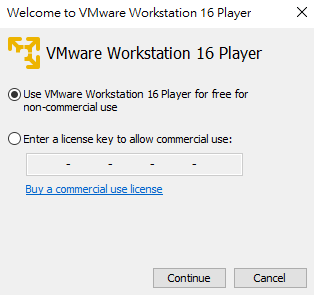 Welcome to VMware Workstation 16 Player
VMware Workstation 16 Player
Use VMware Workstation 16 Player for free for
non-commercial use
Enter a license key to allow commercial use:
- - - -
Buy a commercial use license
Continue Cancel